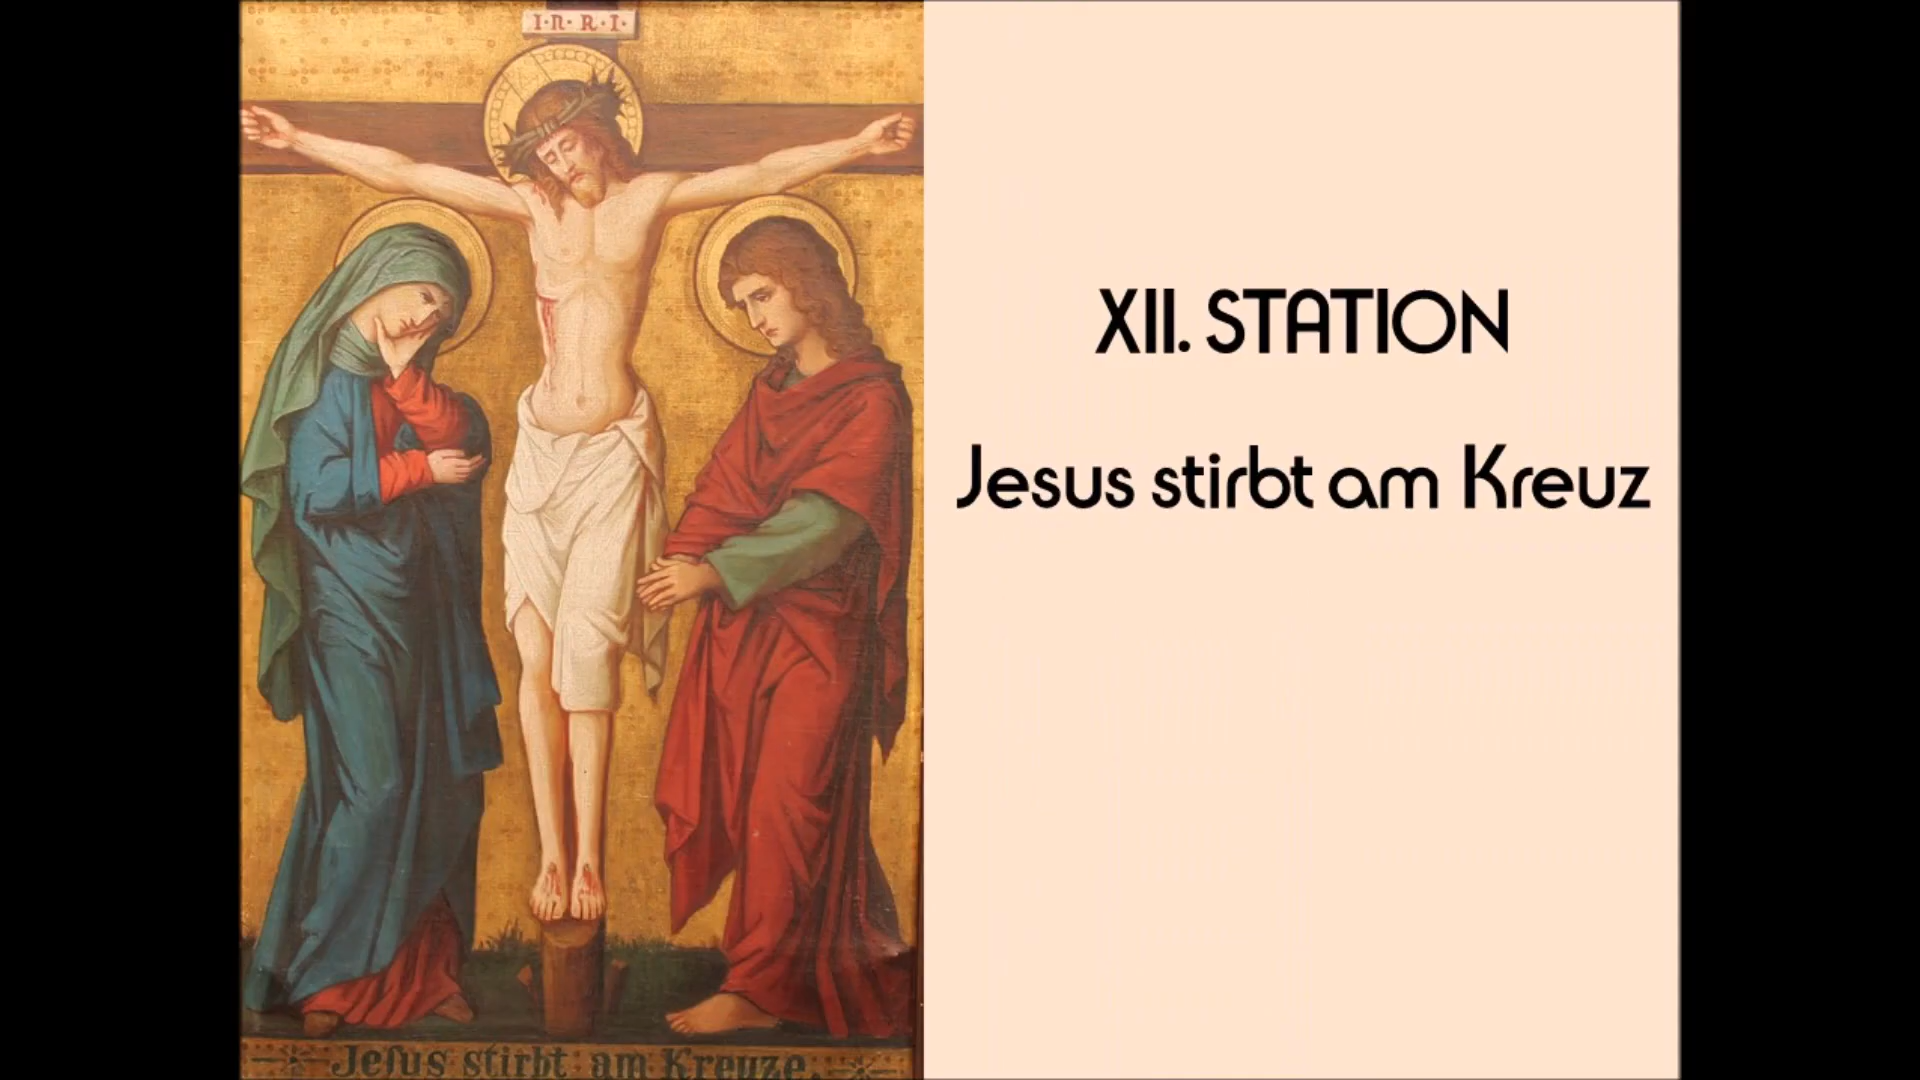 I·N·R·I·
XII. STATION
Jesus stirbt am Kreuz
Jeſus stirbt am Kreuze.